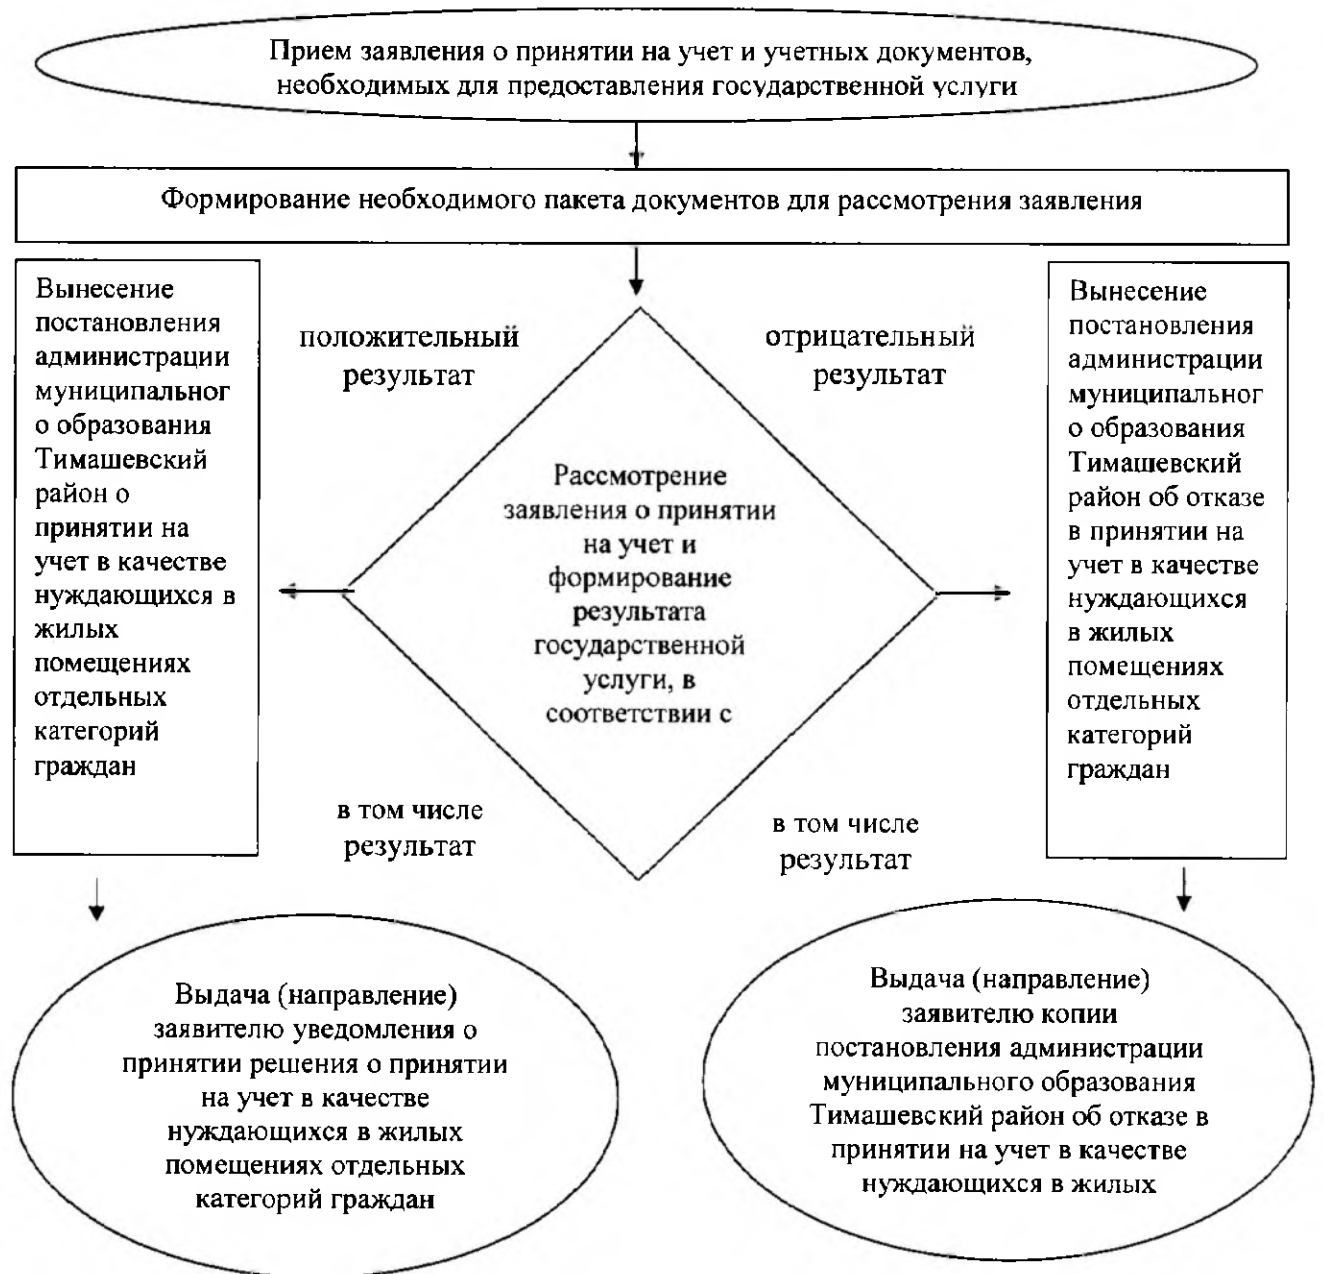 Прием заявления о принятии на учет и учетных документов,
необходимых для предоставления государственной услуги
Формирование необходимого пакета документов для рассмотрения заявления
Вынесение
постановления
администрации
муниципальног
о образования
Тимашевский
район о
принятии на
учет в качестве
нуждающихся в
жилых
помещениях
отдельных
категорий
граждан
положительный
результат
отрицательный
результат
Рассмотрение
заявления о принятии
на учет и
формирование
результата
государственной
услуги, в
соответствии с
Вынесение
постановления
администрации
муниципальног
о образования
Тимашевский
район об отказе
в принятии на
учет в качестве
нуждающихся
в жилых
помещениях
отдельных
категорий
граждан
в том числе
результат
в том числе
результат
Выдача (направление)
заявителю уведомления о
принятии решения о принятии
на учет в качестве
нуждающихся в жилых
помещениях отдельных
категорий граждан
Выдача (направление)
заявителю копии
постановления администрации
муниципального образования
Тимашевский район об отказе в
принятии на учет в качестве
нуждающихся в жилых